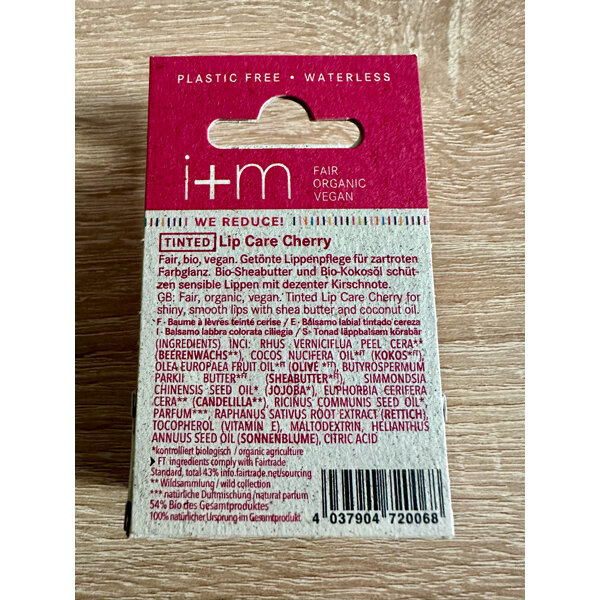 PLASTIC FREE • WATERLESS
i+m
FAIR
ORGANIC
VEGAN
WE REDUCE!
TINTED Lip Care Cherry
Fair, bio, vegan. Getönte Lippenpflege für zartroten
Farbglanz. Bio-Sheabutter und Bio-Kokosöl schüt-
zen sensible Lippen mit dezenter Kirschnote.
GB: Fair, organic, vegan. Tinted Lip Care Cherry for
shiny, smooth lips with shea butter and coconut oil.
F · Baume à lèvres teinté cerise / E · Bálsamo labial tintado cereza
I · Balsamo labbra colorata ciliegia / S · Tonad läppbalsam körsbär
(INGREDIENTS) INCI: RHUS VERNICIFLUA PEEL CERA**
(BEERENWACHS**), COCOS NUCIFERA OIL*ᶠᵗ (KOKOS*ᶠᵗ),
OLEA EUROPAEA FRUIT OIL*ᶠᵗ (OLIVE *ᶠᵗ), BUTYROSPERMUM
PARKII BUTTER*ᶠᵗ (SHEABUTTER*ᶠᵗ), SIMMONDSIA
CHINENSIS SEED OIL* (JOJOBA*), EUPHORBIA CERIFERA
CERA** (CANDELILLA**), RICINUS COMMUNIS SEED OIL*,
PARFUM***, RAPHANUS SATIVUS ROOT EXTRACT (RETTICH),
TOCOPHEROL (VITAMIN E), MALTODEXTRIN, HELIANTHUS
ANNUUS SEED OIL (SONNENBLUME), CITRIC ACID
*kontrolliert biologisch / organic agriculture
FT ingredients comply with Fairtrade
Standard, total 43% info.fairtrade.net/sourcing
** Wildsammlung / wild collection
*** natürliche Duftmischung / natural parfum
54% Bio des Gesamtproduktes
100% natürlicher Ursprung im Gesamtprodukt
4 037904 720068